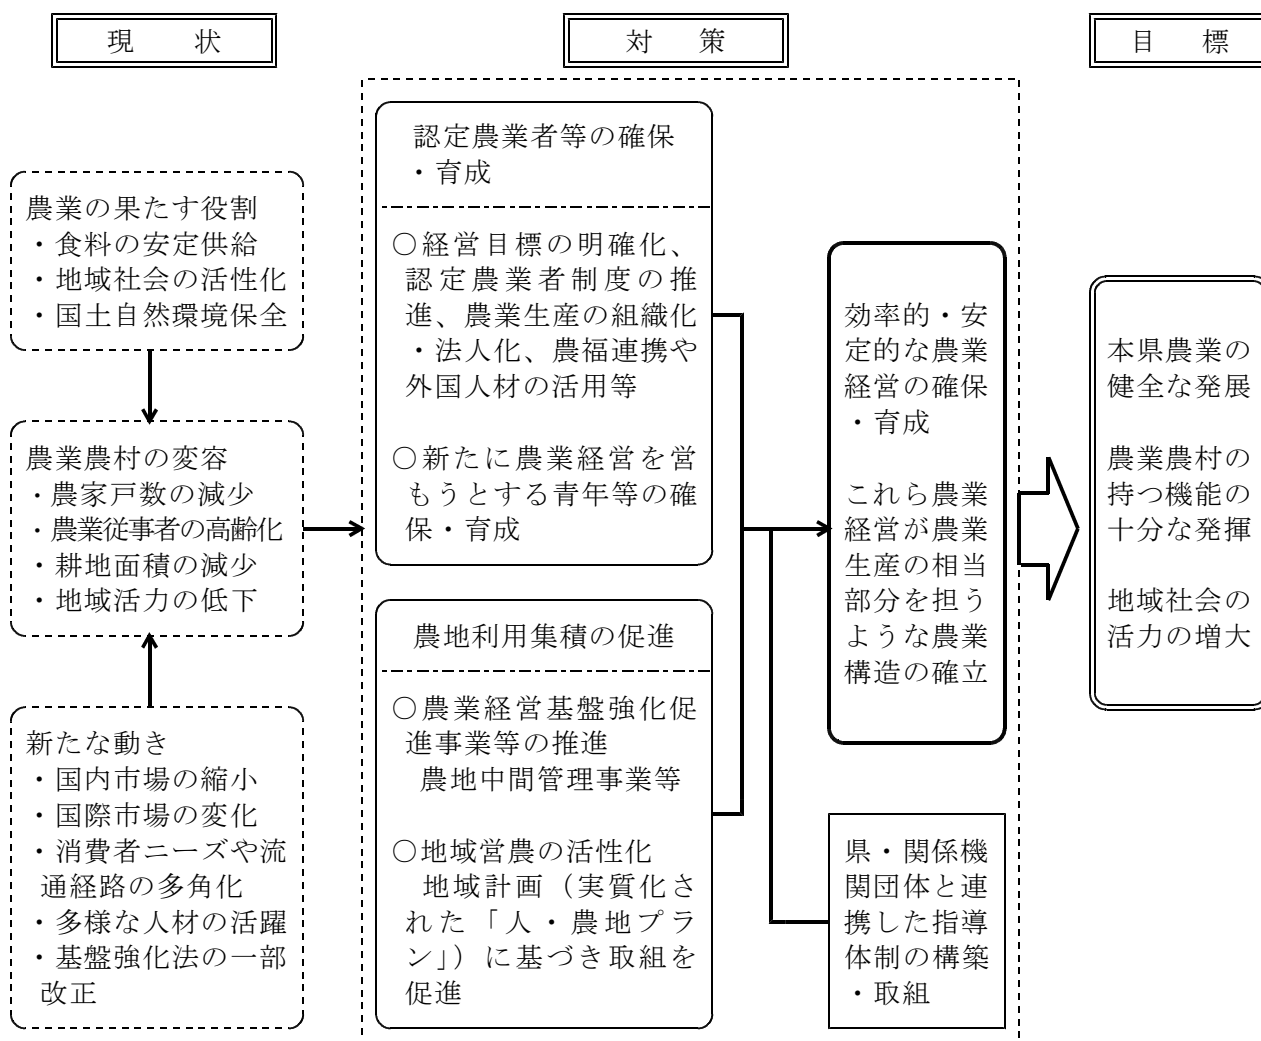 現　状
対　策
目　標
農業の果たす役割
・食料の安定供給
・地域社会の活性化
・国土自然環境保全
農業農村の変容
・農家戸数の減少
・農業従事者の高齢化
・耕地面積の減少
・地域活力の低下
新たな動き
・国内市場の縮小
・国際市場の変化
・消費者ニーズや流
通経路の多角化
・多様な人材の活躍
・基盤強化法の一部
改正
認定農業者等の確保
・育成
○経営目標の明確化、
認定農業者制度の推
進、農業生産の組織化
・法人化、農福連携や
外国人材の活用等
○新たに農業経営を営
もうとする青年等の確
保・育成
農地利用集積の促進
○農業経営基盤強化促
進事業等の推進
農地中間管理事業等
○地域営農の活性化
地域計画（実質化さ
れた「人・農地プラ
ン」）に基づき取組を
促進
効率的・安
定的な農業
経営の確保
・育成
これら農業
経営が農業
生産の相当
部分を担う
ような農業
構造の確立
県・関係機
関団体と連
携した指導
体制の構築
・取組
本県農業の
健全な発展
農業農村の
持つ機能の
十分な発揮
地域社会の
活力の増大